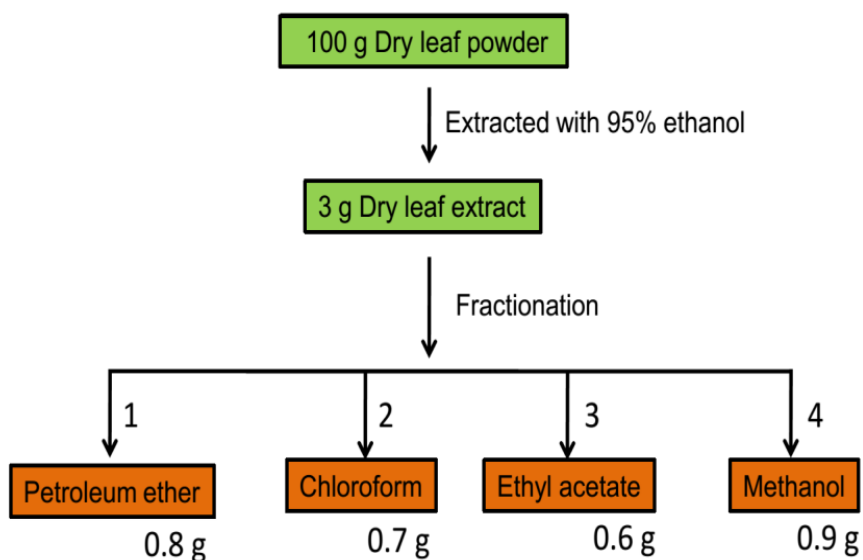 100 g Dry leaf powder
Extracted with 95% ethanol
3 g Dry leaf extract
Fractionation
1
2
3
4
Petroleum ether
Chloroform
Ethyl acetate
Methanol
0.8 g
0.7 g
0.6 g
0.9 g